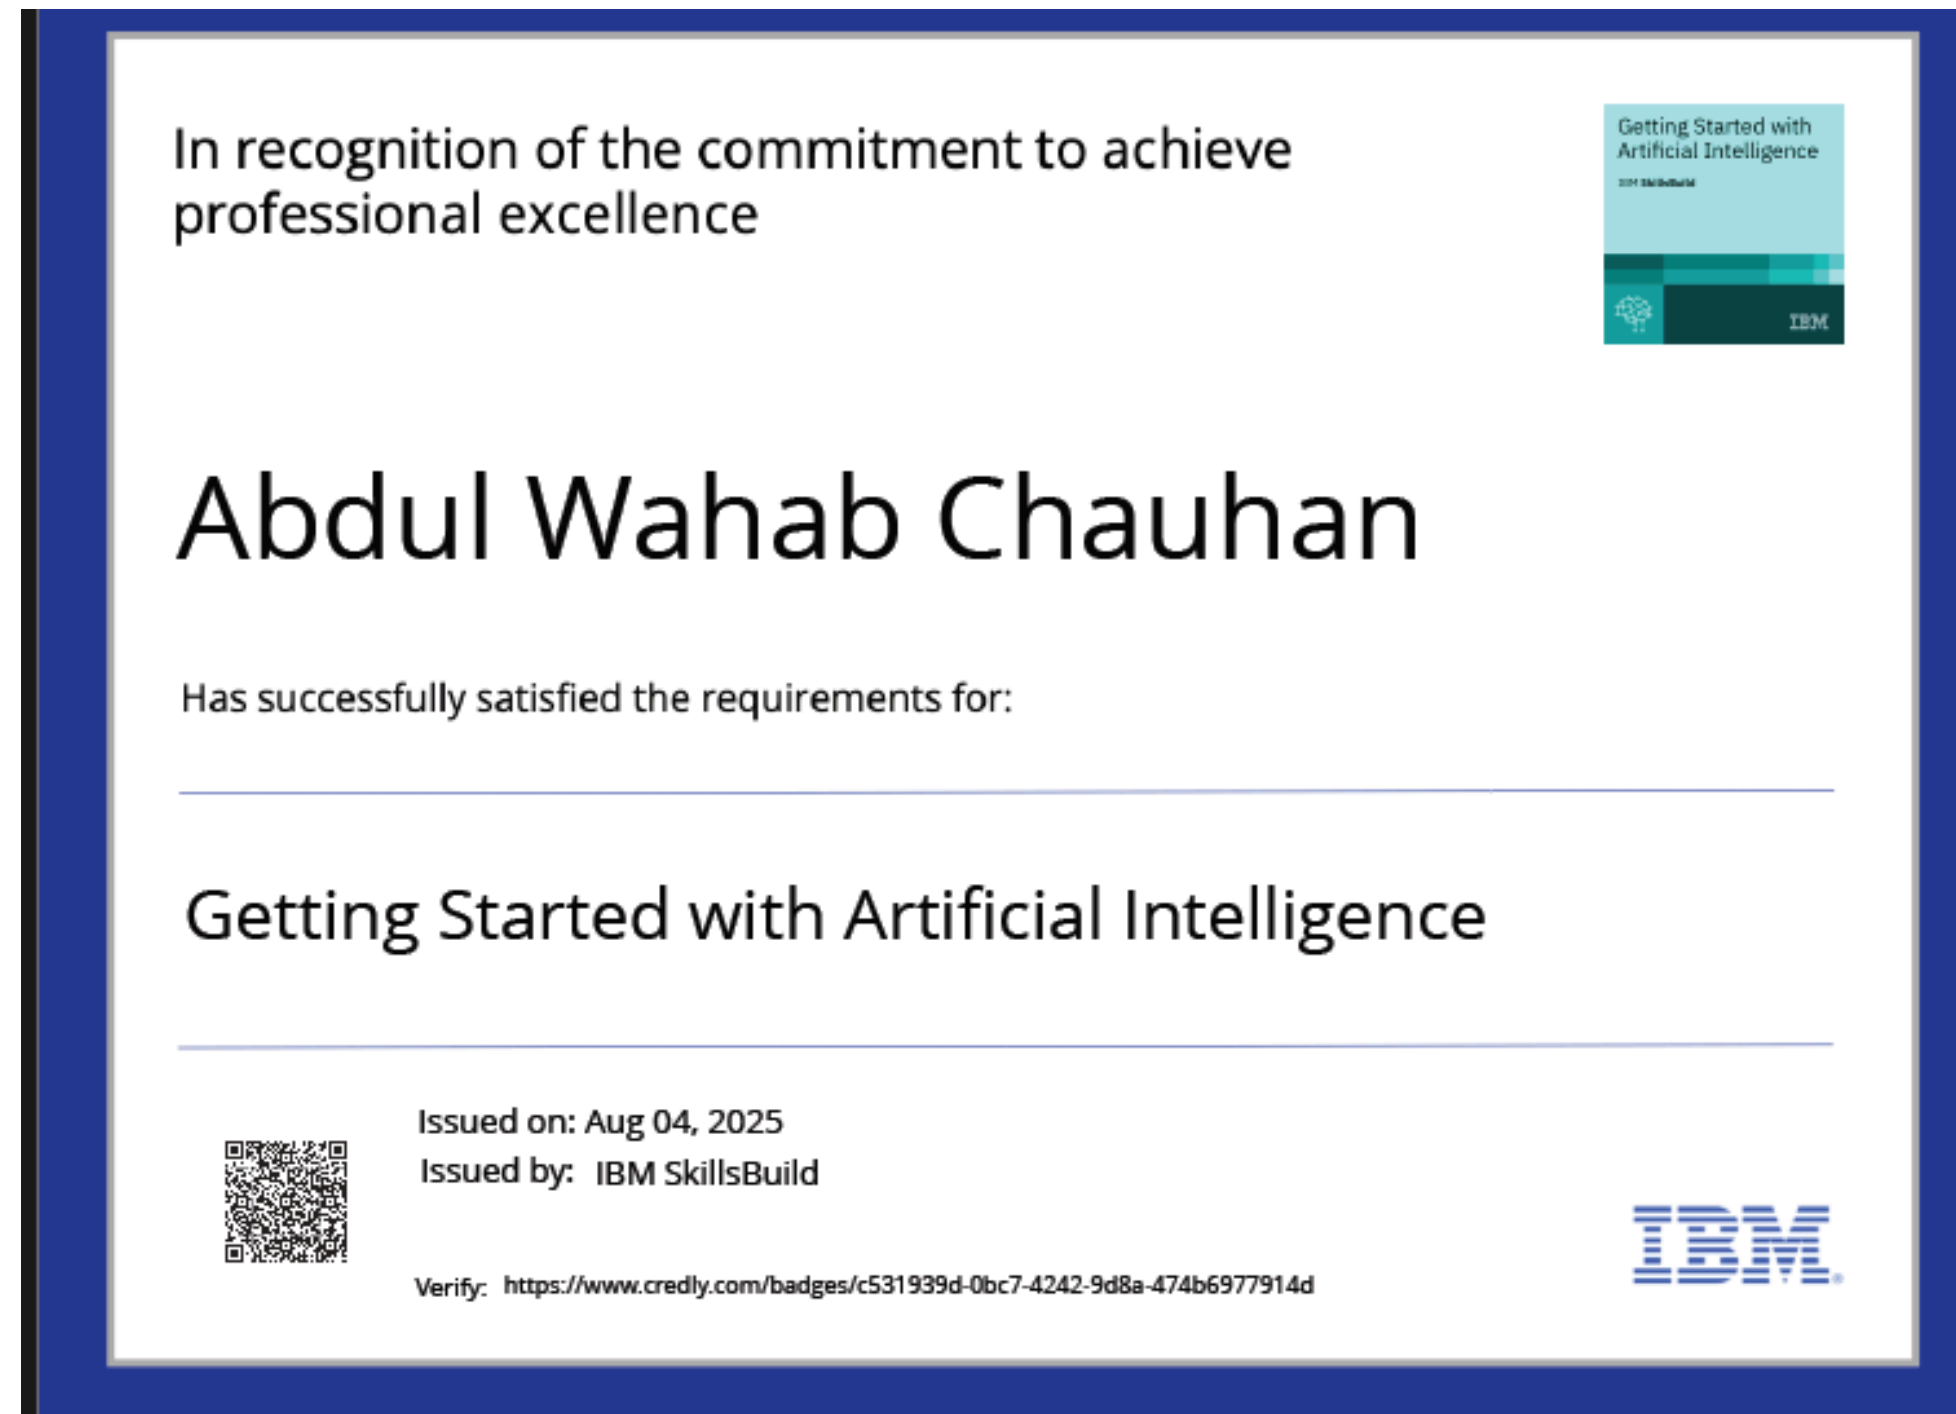 In recognition of the commitment to achieve
professional excellence
Getting Started with
Artificial Intelligence
IBM SkillsBuild
IBM
Abdul Wahab Chauhan
Has successfully satisfied the requirements for:
Getting Started with Artificial Intelligence
Issued on: Aug 04, 2025
Issued by: IBM SkillsBuild
Verify: https://www.credly.com/badges/c531939d-0bc7-4242-9d8a-474b6977914d
IBM®